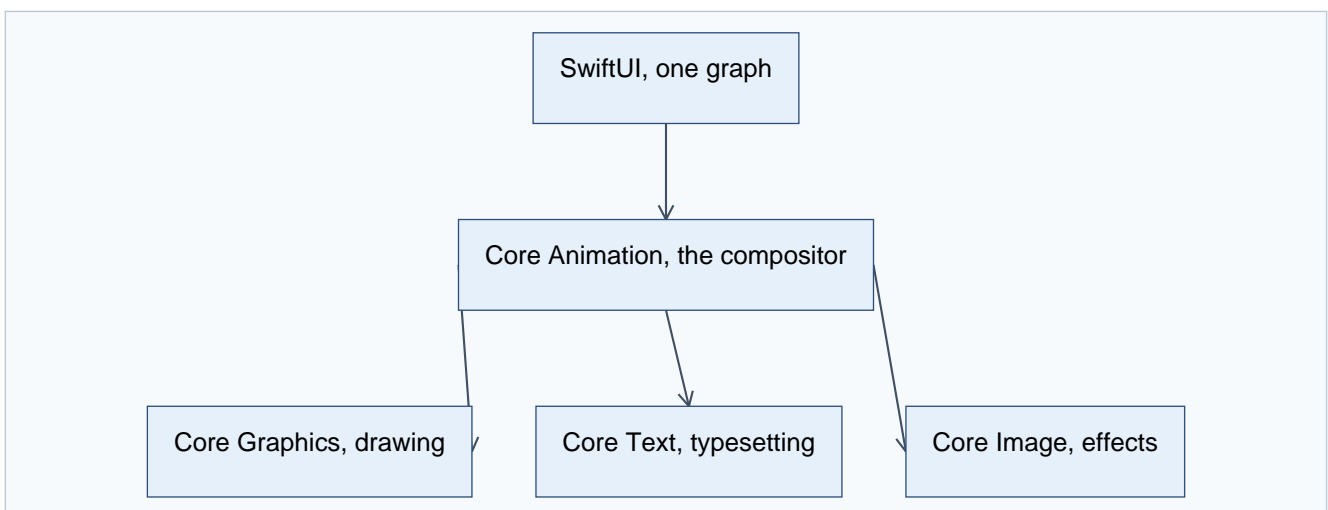 SwiftUI, one graph
Core Animation, the compositor
Core Graphics, drawing
Core Text, typesetting
Core Image, effects